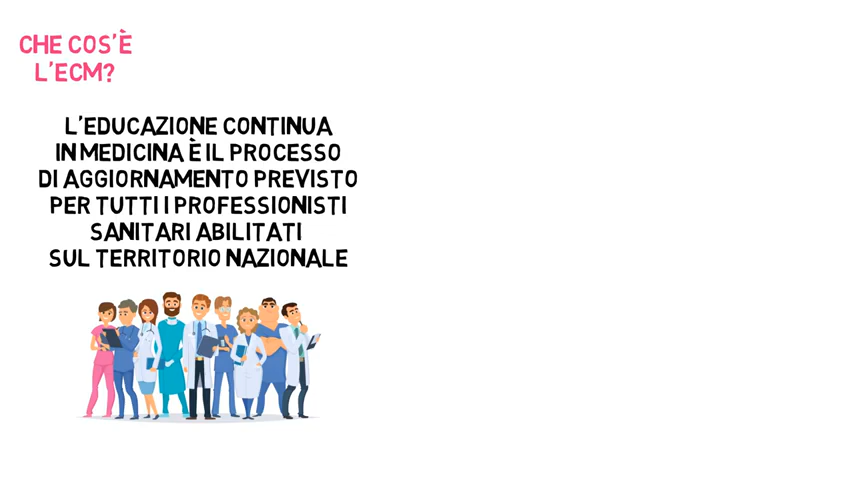 CHE COS'È
L'ECM?
L'EDUCAZIONE CONTINUA
IN MEDICINA È IL PROCESSO
DI AGGIORNAMENTO PREVISTO
PER TUTTI I PROFESSIONISTI
SANITARI ABILITATI
SUL TERRITORIO NAZIONALE